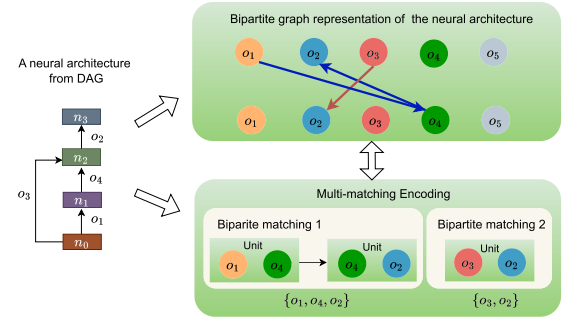 A neural architecture
from DAG
n₃
o₂
n₂
o₃
o₄
n₁
o₁
n₀
Bipartite graph representation of the neural architecture
o₁ o₂ o₃ o₄ o₅
o₁ o₂ o₃ o₄ o₅
Multi-matching Encoding
Biparite matching 1
Unit Unit
o₁ o₄ o₄ o₂
{o₁, o₄, o₂}
Bipartite matching 2
Unit
o₃ o₂
{o₃, o₂}